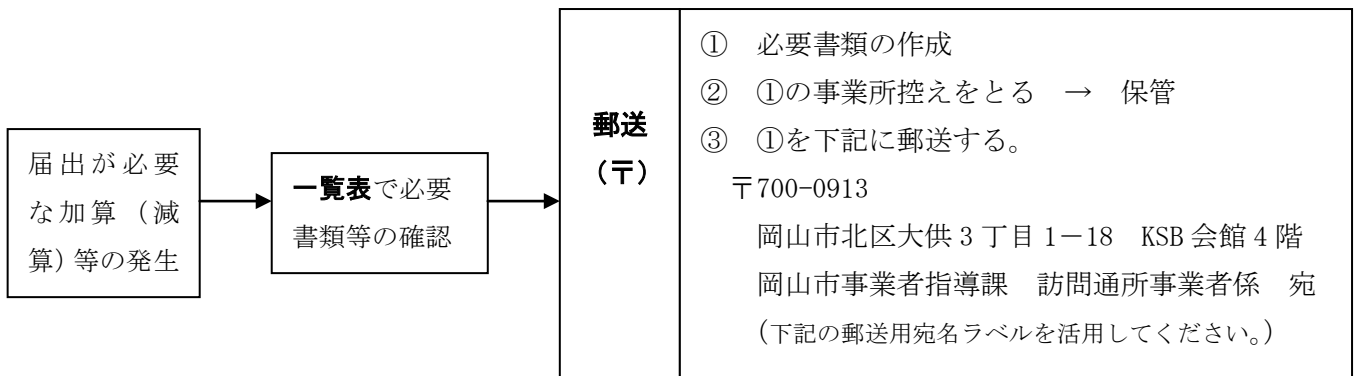 届出が必要
な加算（減
算）等の発生
一覧表で必要
書類等の確認
郵送
（〒）
①　必要書類の作成
②　①の事業所控えをとる　→　保管
③　①を下記に郵送する。
〒700-0913
岡山市北区大供3丁目1－18　KSB会館4階
岡山市事業者指導課　訪問通所事業者係　宛
(下記の郵送用宛名ラベルを活用してください。)